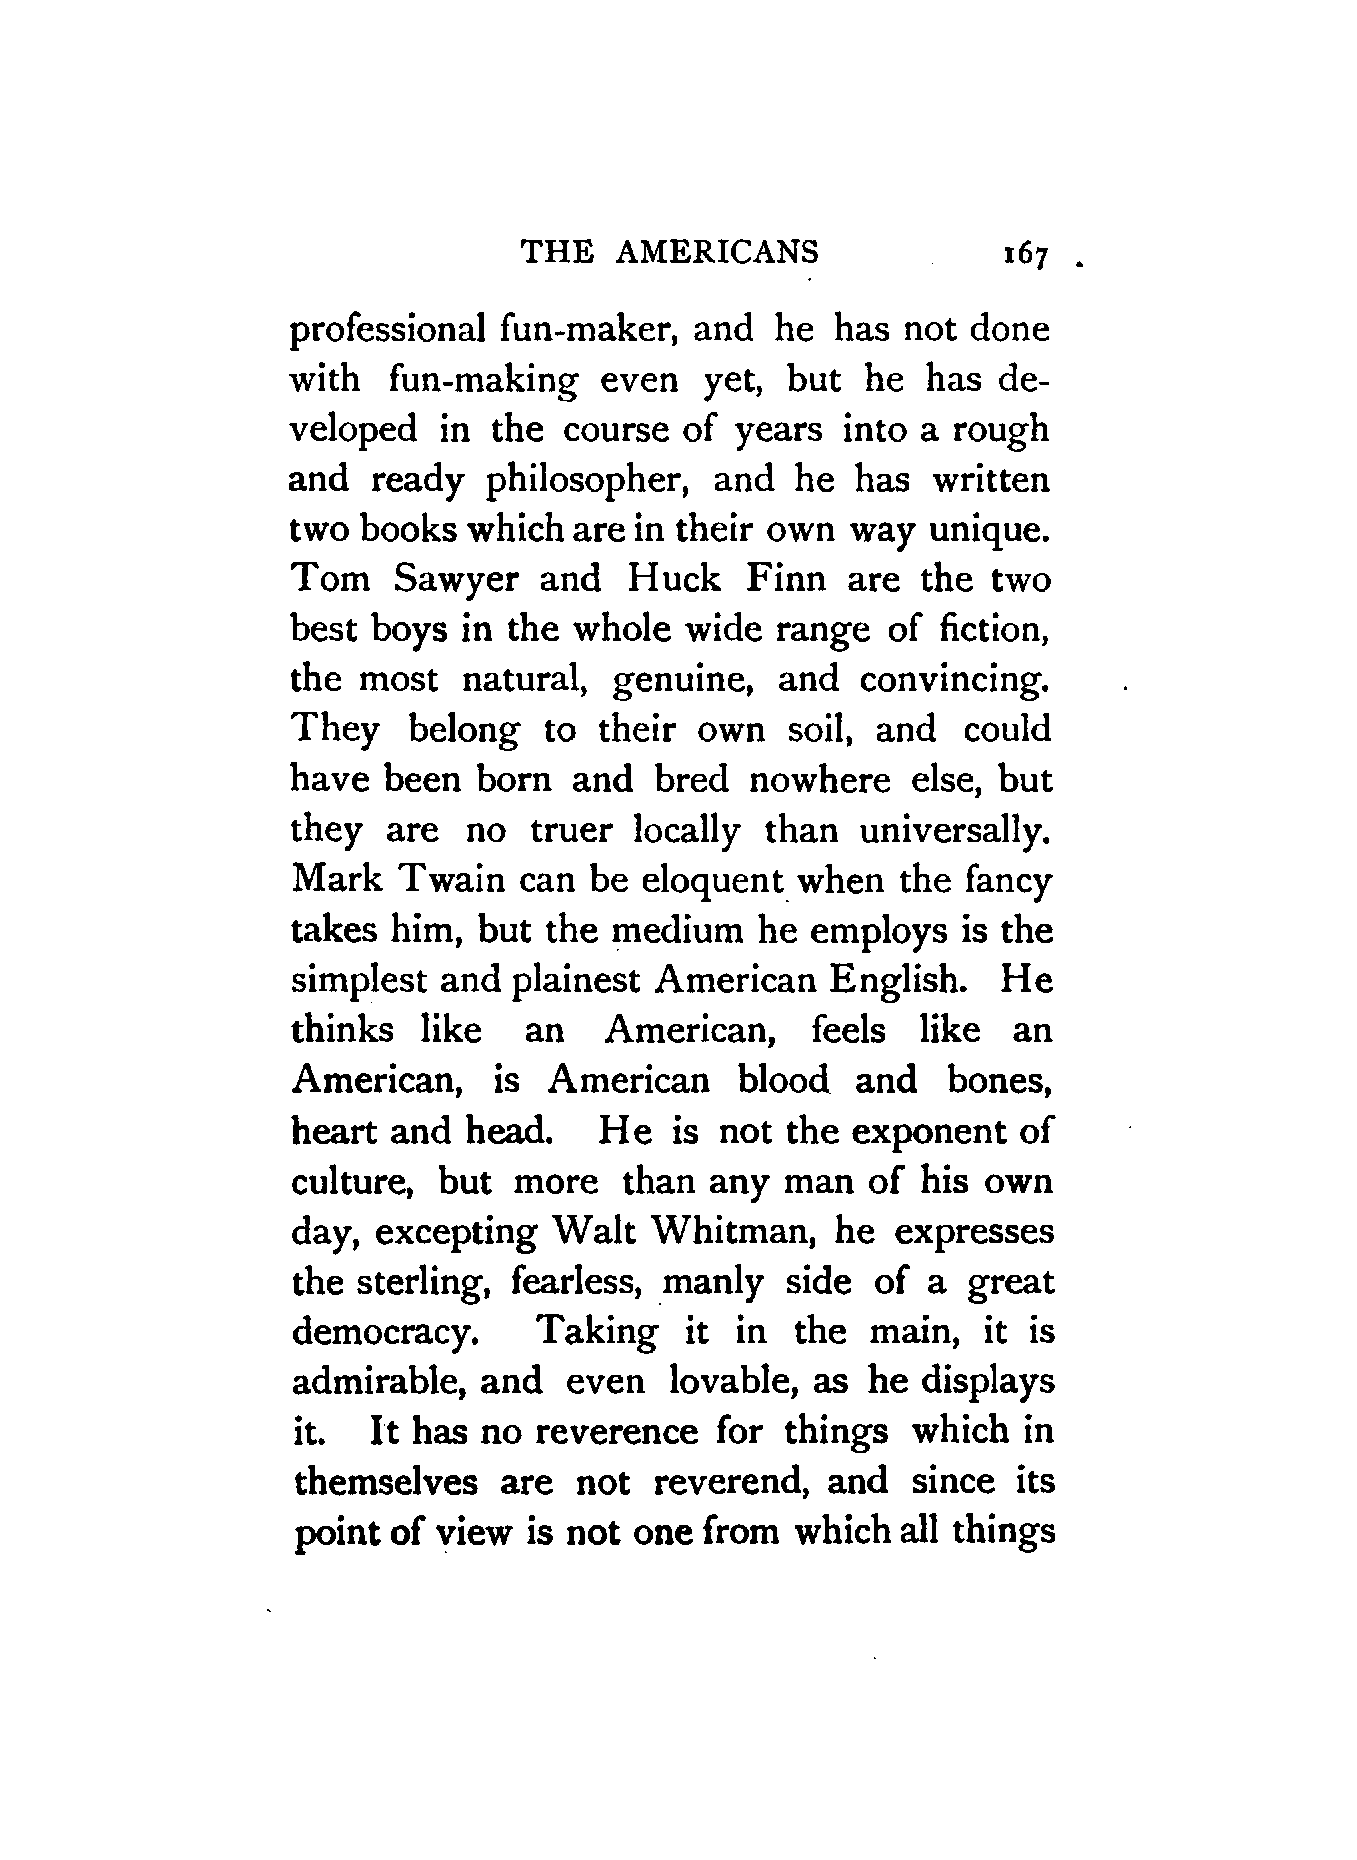 THE AMERICANS 167
professional fun-maker, and he has not done
with fun-making even yet, but he has de-
veloped in the course of years into a rough
and ready philosopher, and he has written
two books which are in their own way unique.
Tom Sawyer and Huck Finn are the two
best boys in the whole wide range of fiction,
the most natural, genuine, and convincing.
They belong to their own soil, and could
have been born and bred nowhere else, but
they are no truer locally than universally.
Mark Twain can be eloquent when the fancy
takes him, but the medium he employs is the
simplest and plainest American English. He
thinks like an American, feels like an
American, is American blood and bones,
heart and head. He is not the exponent of
culture, but more than any man of his own
day, excepting Walt Whitman, he expresses
the sterling, fearless, manly side of a great
democracy. Taking it in the main, it is
admirable, and even lovable, as he displays
it. It has no reverence for things which in
themselves are not reverend, and since its
point of view is not one from which all things